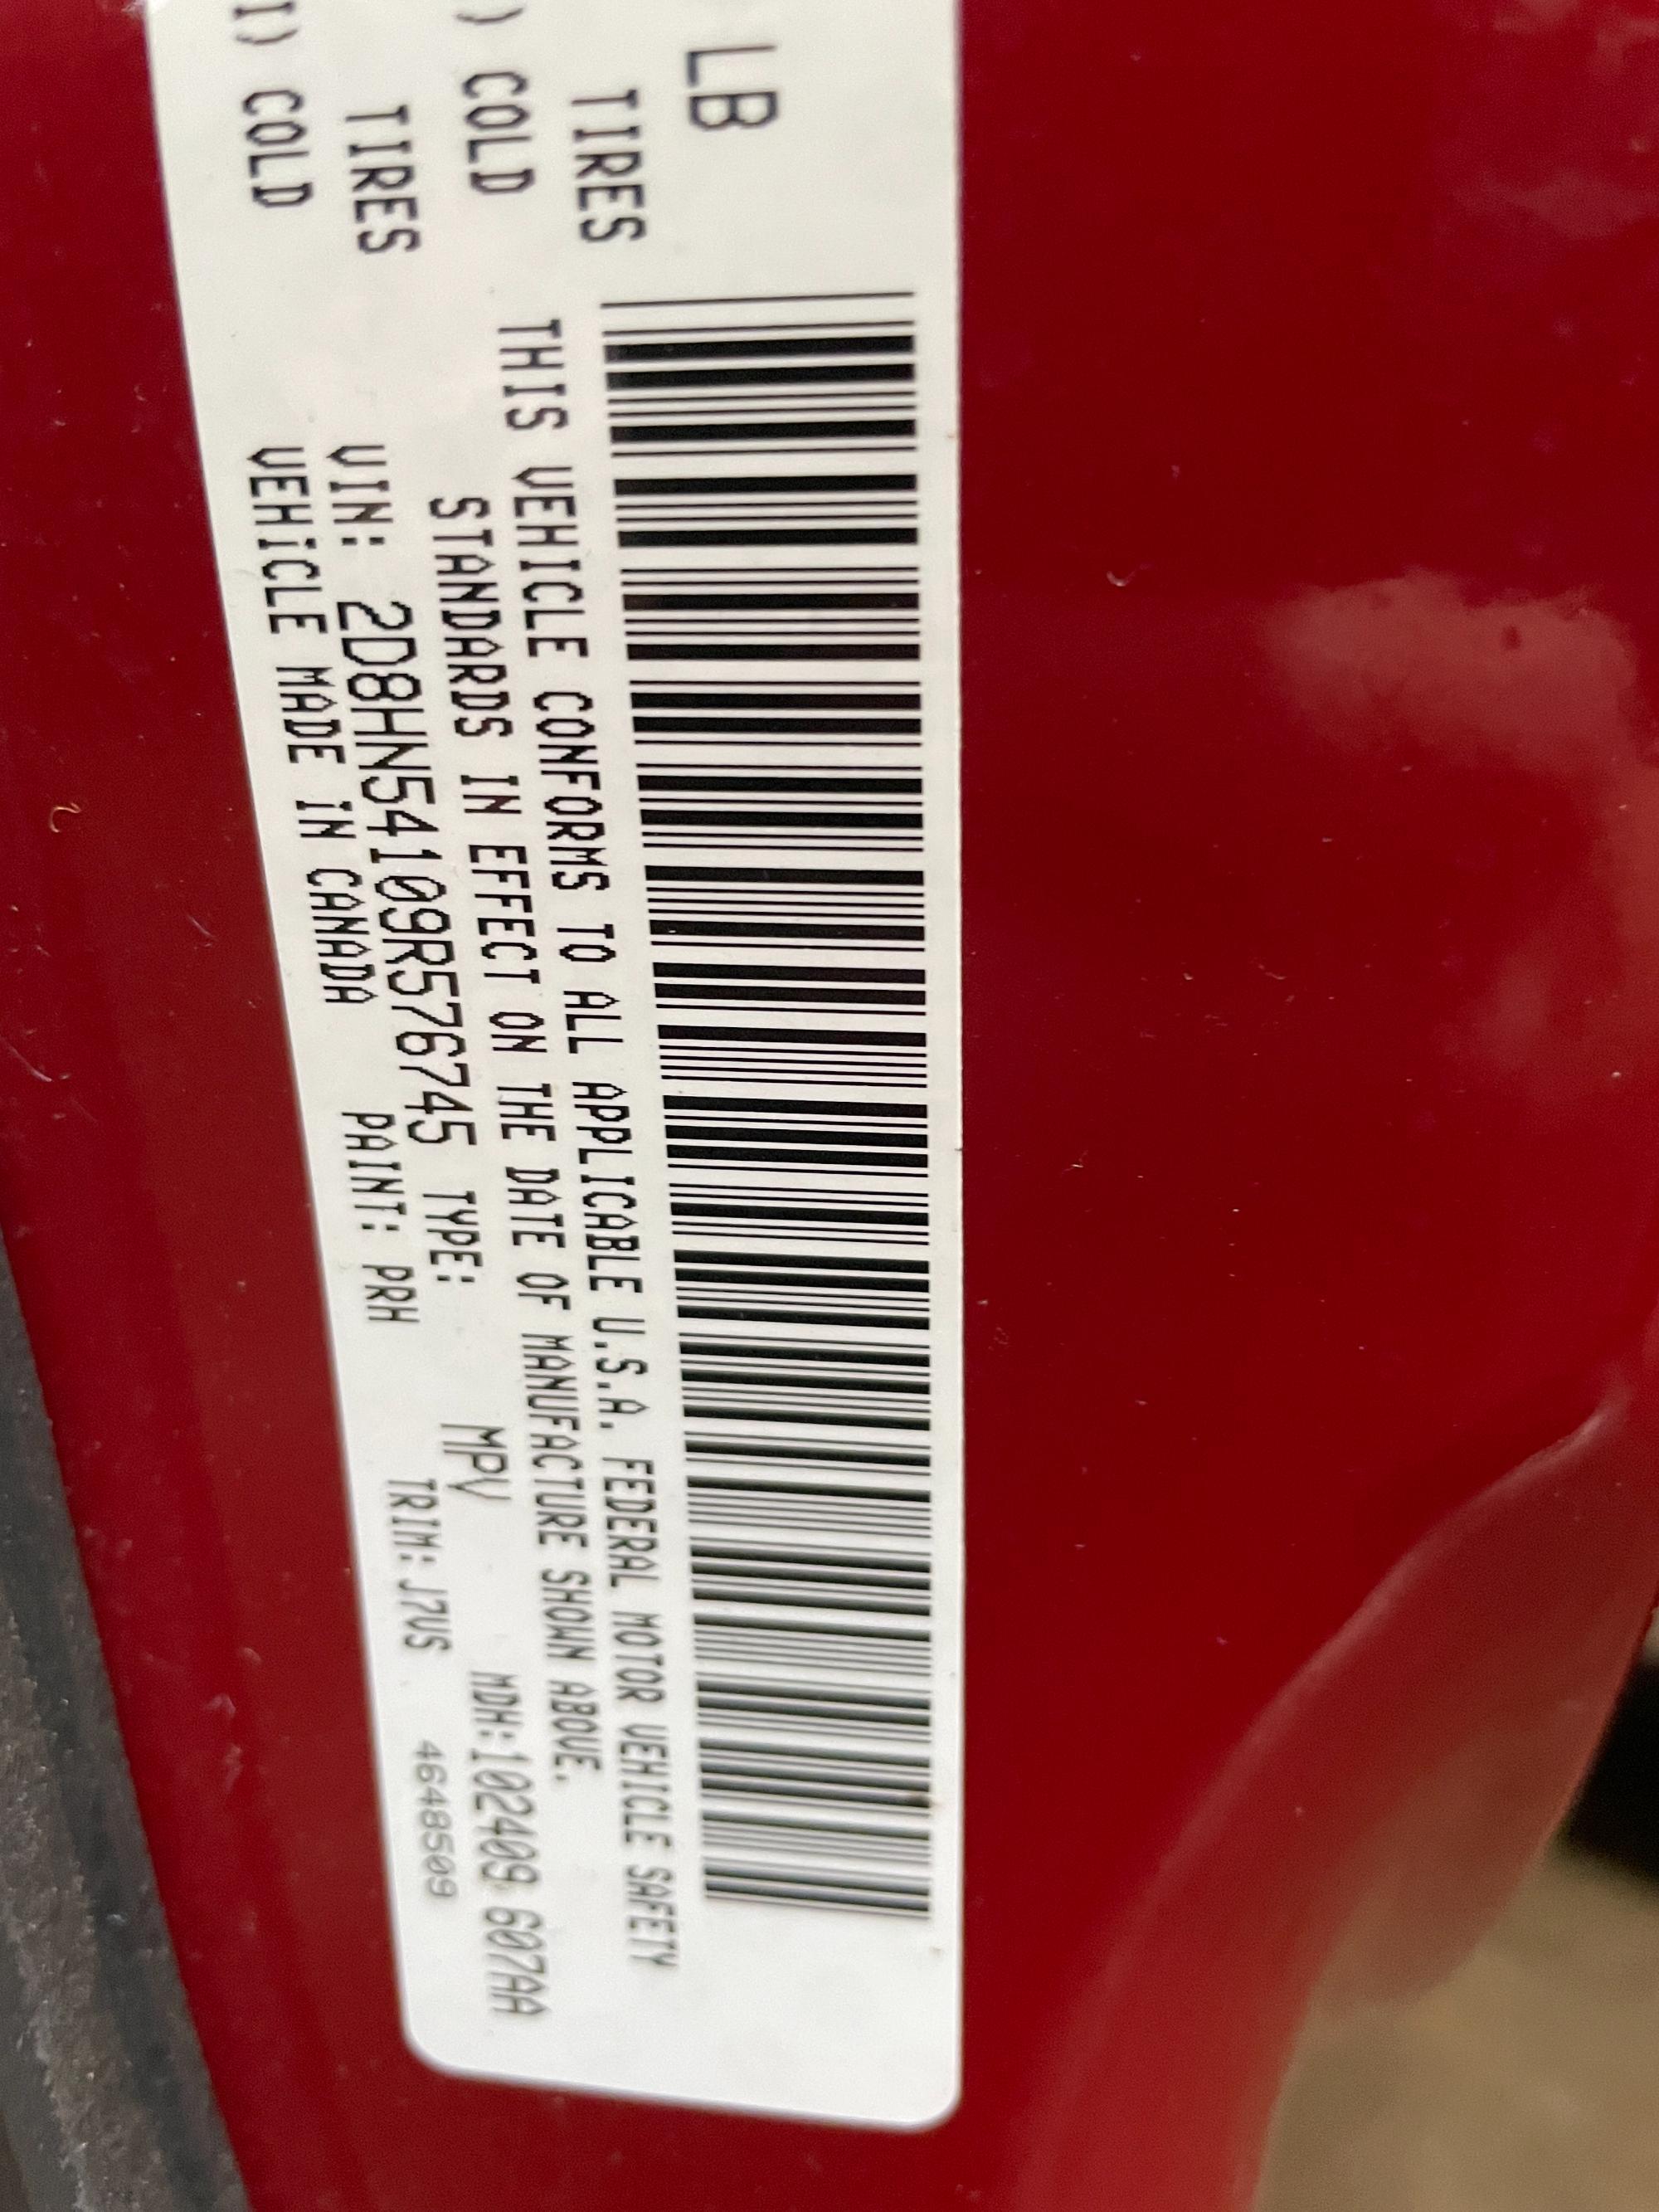 LB
TIRES
) COLD
TIRES
I) COLD
THIS VEHICLE CONFORMS TO ALL APPLICABLE U.S.A. FEDERAL MOTOR VEHICLE SAFETY
STANDARDS IN EFFECT ON THE DATE OF MANUFACTURE SHOWN ABOVE.
VIN: 2D8HN54109R576745 TYPE: MPV MDH:102409 607AA
VEHICLE MADE IN CANADA PAINT: PRH TRIM: J7VS 4648509